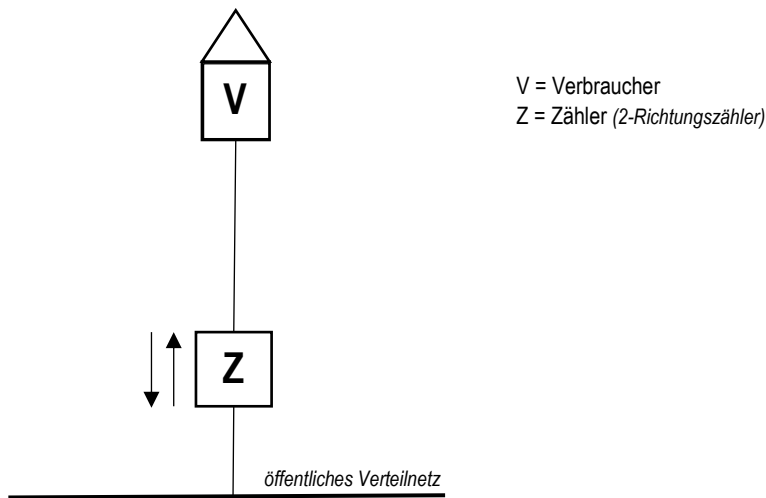 V
V = Verbraucher
Z = Zähler (2-Richtungszähler)
Z
öffentliches Verteilnetz